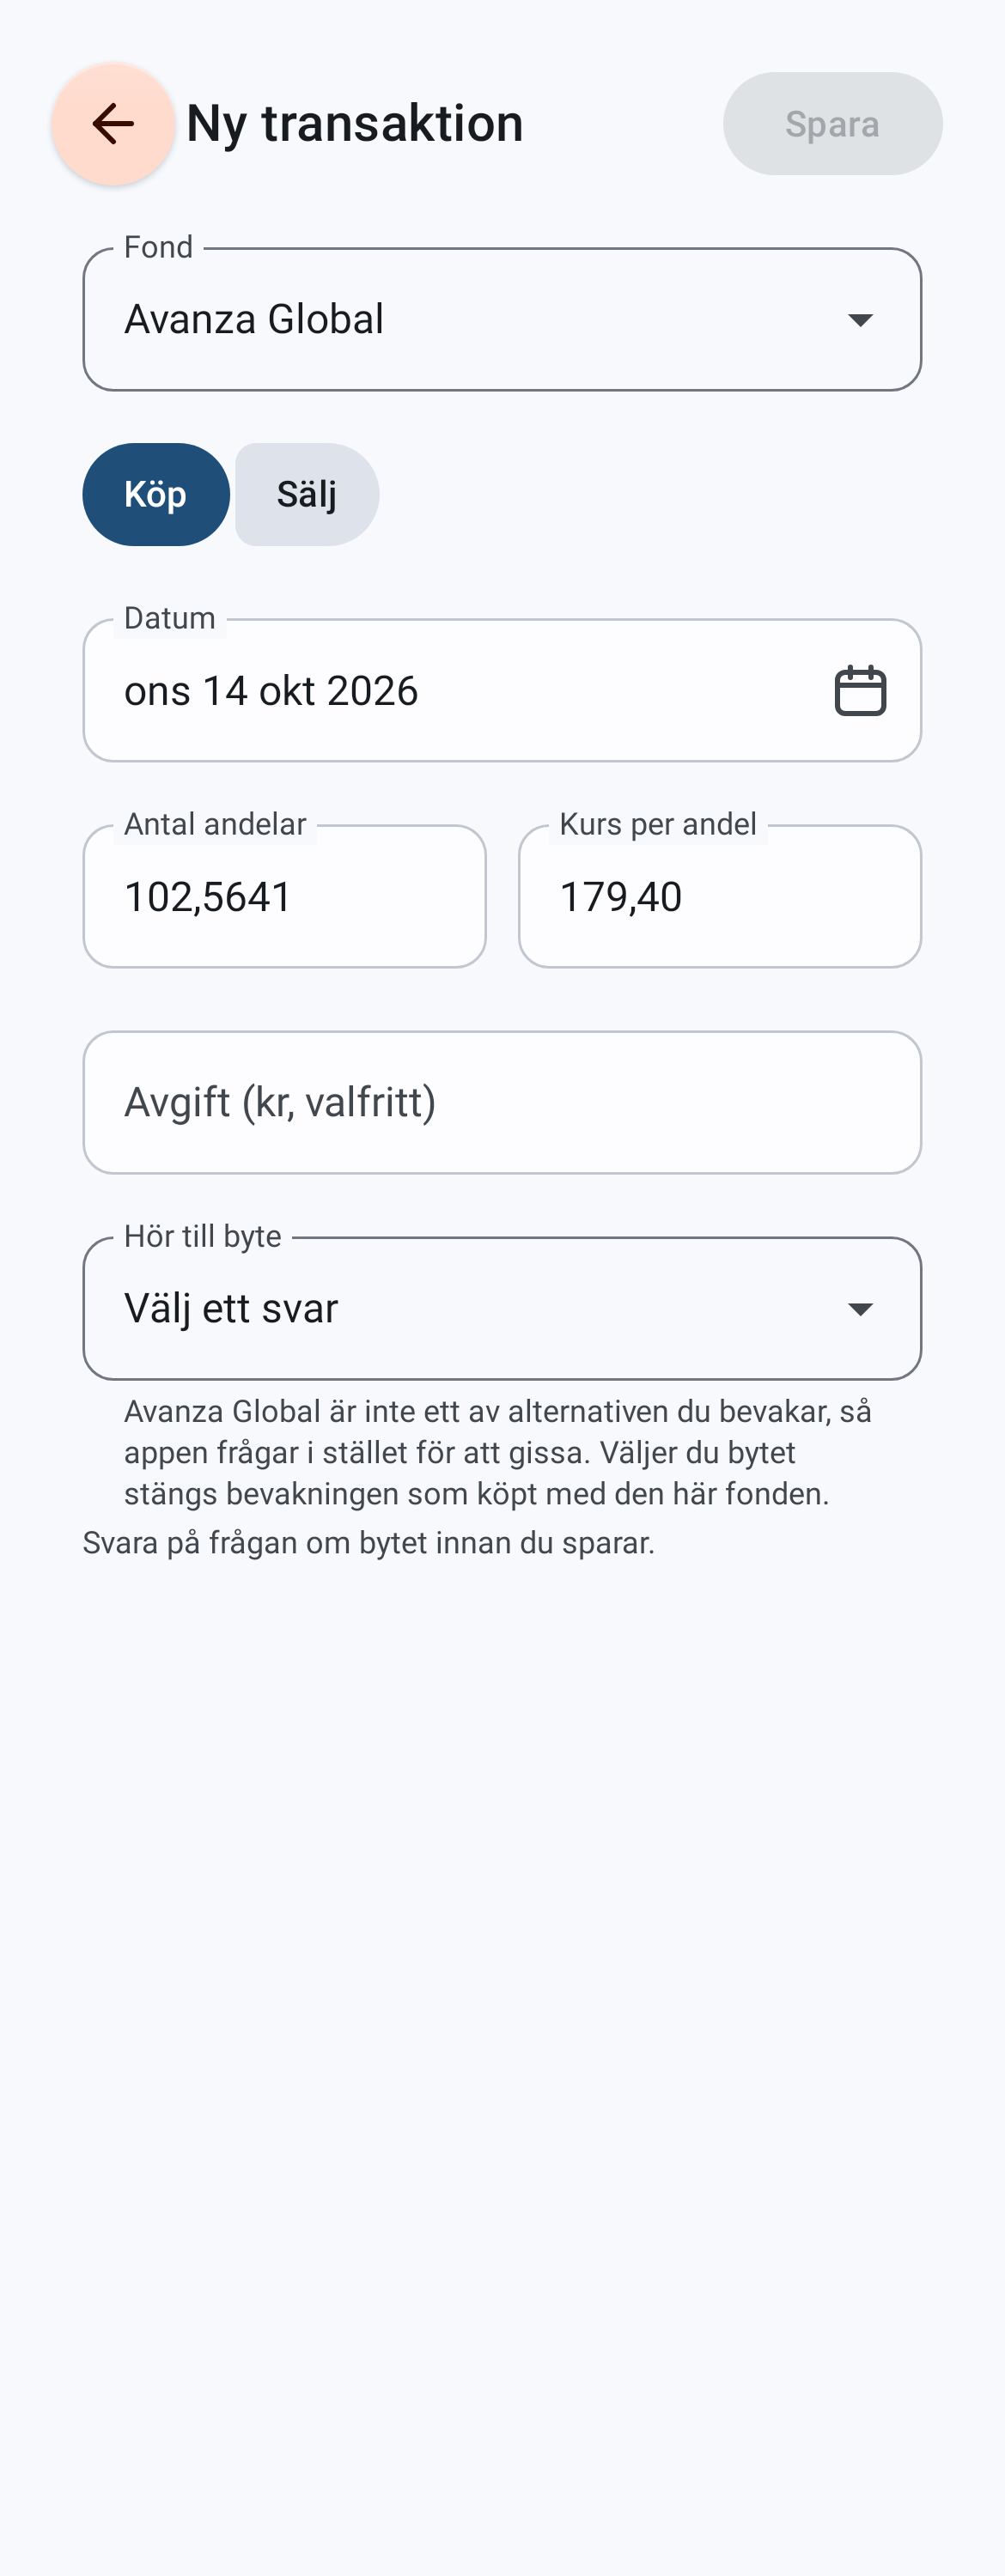 Ny transaktion
Spara
Fond
Avanza Global
Köp
Sälj
Datum
ons 14 okt 2026
Antal andelar
Kurs per andel
102,5641
179,40
Avgift (kr, valfritt)
Hör till byte
Välj ett svar
Avanza Global är inte ett av alternativen du bevakar, så
appen frågar i stället för att gissa. Väljer du bytet
stängs bevakningen som köpt med den här fonden.
Svara på frågan om bytet innan du sparar.